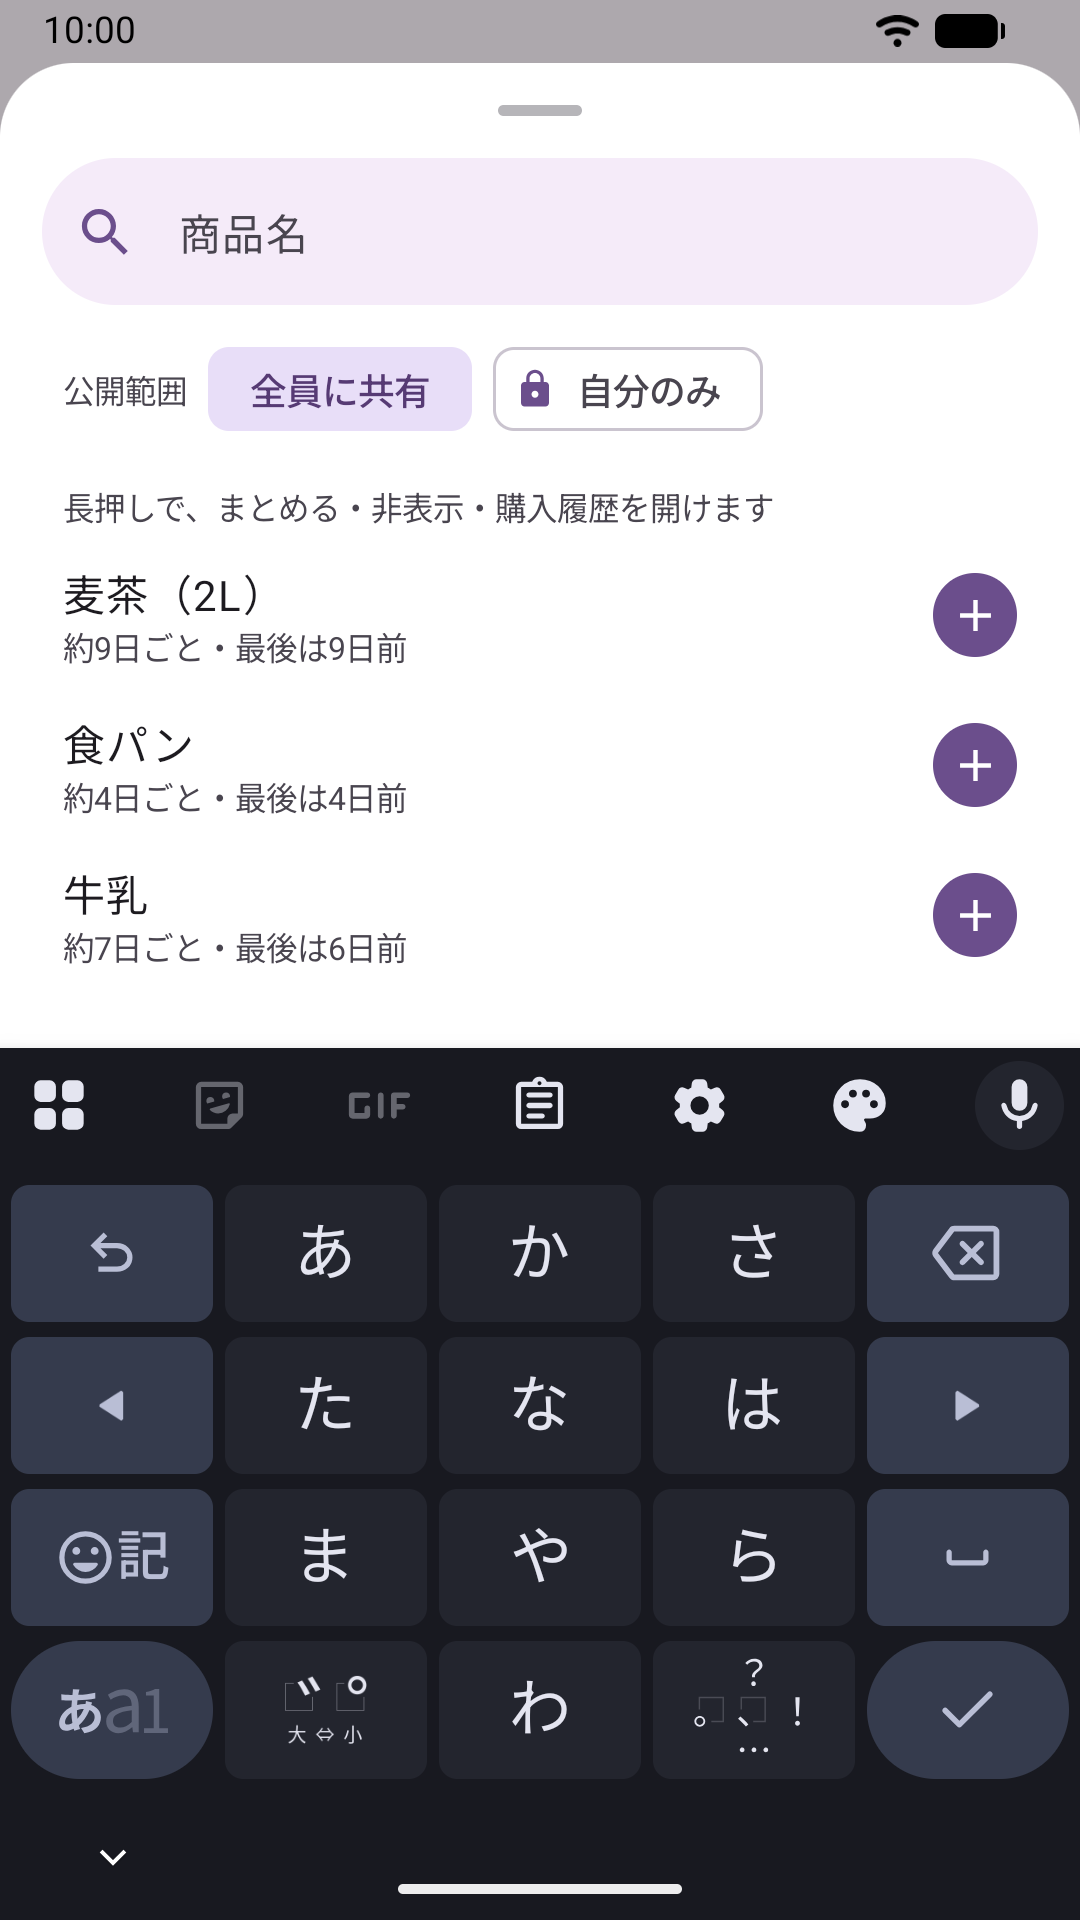 10:00
商品名
公開範囲 全員に共有 自分のみ
長押しで、まとめる・非表示・購入履歴を開けます
麦茶（2L）
約9日ごと・最後は9日前
食パン
約4日ごと・最後は4日前
牛乳
約7日ごと・最後は6日前
GIF
あ か さ
た な は
記 ま や ら
あa1 ゛゜ 大⇔小 わ 。?、!…